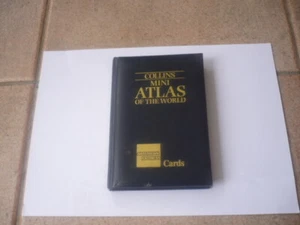 COLLINS
MINI
ATLAS
OF THE WORLD
Cards